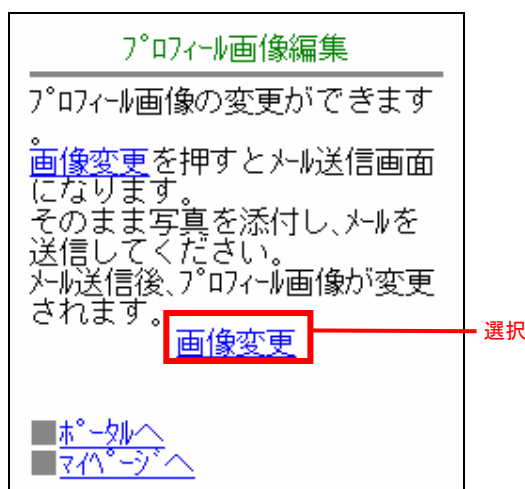 ﾌﾟﾛﾌｨｰﾙ画像編集
ﾌﾟﾛﾌｨｰﾙ画像の変更ができます
。
画像変更を押すとﾒｰﾙ送信画面
になります。
そのまま写真を添付し、ﾒｰﾙを
送信してください。
ﾒｰﾙ送信後、ﾌﾟﾛﾌｨｰﾙ画像が変更
されます。
画像変更
選択
■ﾎﾟｰﾀﾙへ
■ﾏｲﾍﾟｰｼﾞへ